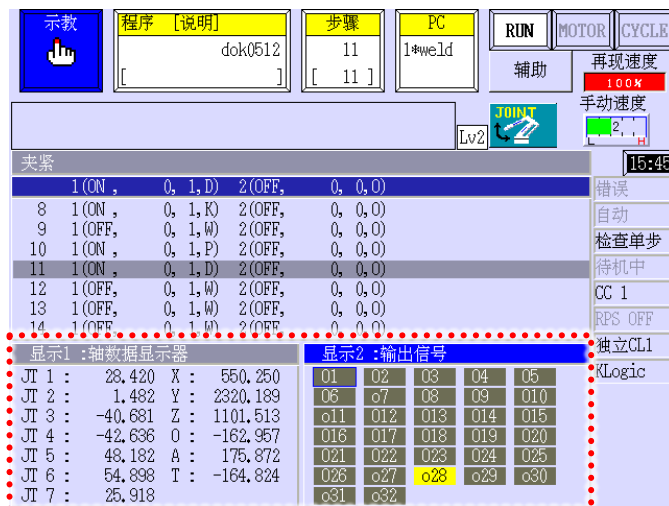 示教
程序 [说明]
dok0512
[ ]
步骤
11
[ 11 ]
PC
1*weld
RUN
MOTOR
CYCLE
辅助
再现速度
100%
手动速度
2
L H
Lv2
JOINT
夹紧
15:45
1(ON , 0, 1,D) 2(OFF, 0, 0,O)
8 1(ON , 0, 1,K) 2(OFF, 0, 0,O)
9 1(OFF, 0, 1,W) 2(OFF, 0, 0,O)
10 1(ON , 0, 1,P) 2(OFF, 0, 0,O)
11 1(ON , 0, 1,D) 2(OFF, 0, 0,O)
12 1(OFF, 0, 1,W) 2(OFF, 0, 0,O)
13 1(OFF, 0, 1,W) 2(OFF, 0, 0,O)
14 1(OFF, 0, 1,W) 2(OFF, 0, 0,O)
错误
自动
检查单步
待机中
CC 1
RPS OFF
独立CL1
KLogic
显示1 :轴数据显示器
JT 1 : 28.420 X : 550.250
JT 2 : 1.482 Y : 2320.189
JT 3 : -40.681 Z : 1101.513
JT 4 : -42.636 O : -162.957
JT 5 : 48.182 A : 175.872
JT 6 : 54.898 T : -164.824
JT 7 : 25.918
显示2 :输出信号
O1 O2 O3 O4 O5
O6 o7 O8 O9 O10
o11 O12 O13 O14 O15
O16 O17 O18 O19 O20
O21 O22 O23 O24 O25
O26 o27 o28 o29 o30
o31 o32